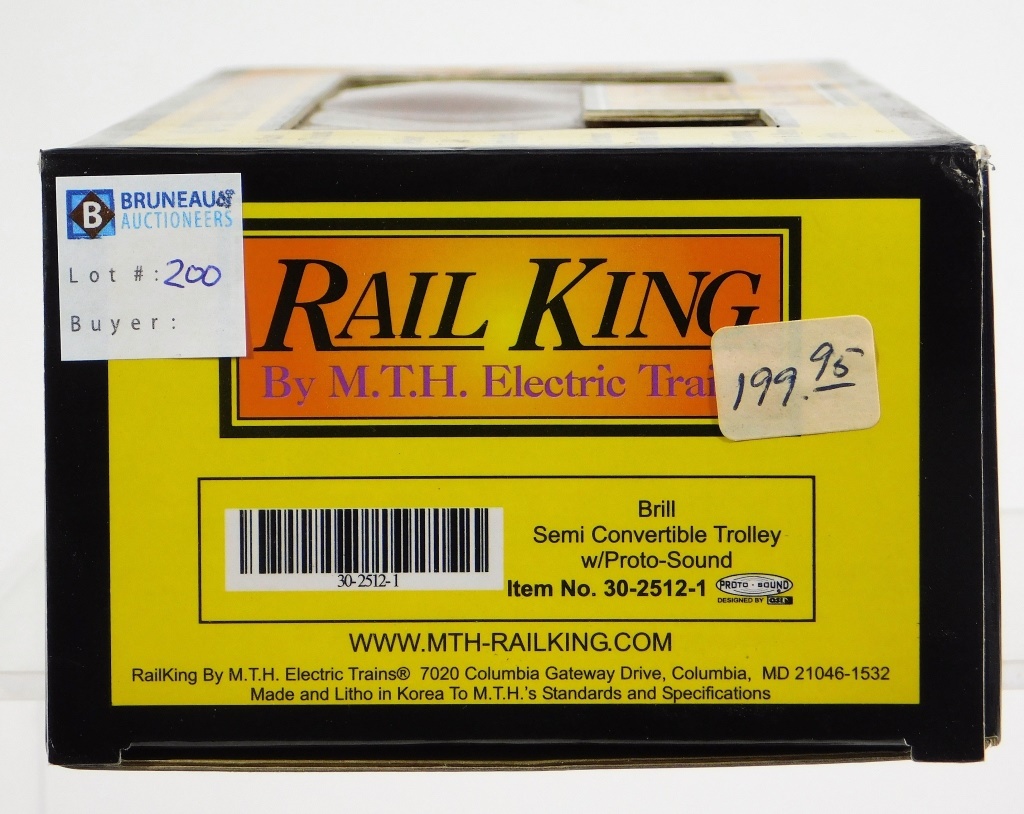 B BRUNEAU&CO
AUCTIONEERS
Lot #: 200
Buyer:
RAIL KING
By M.T.H. Electric Trai
199.95
30-2512-1
Brill
Semi Convertible Trolley
w/Proto-Sound
Item No. 30-2512-1
PROTO-SOUND
DESIGNED BY QSI
WWW.MTH-RAILKING.COM
RailKing By M.T.H. Electric Trains® 7020 Columbia Gateway Drive, Columbia, MD 21046-1532
Made and Litho in Korea To M.T.H.'s Standards and Specifications